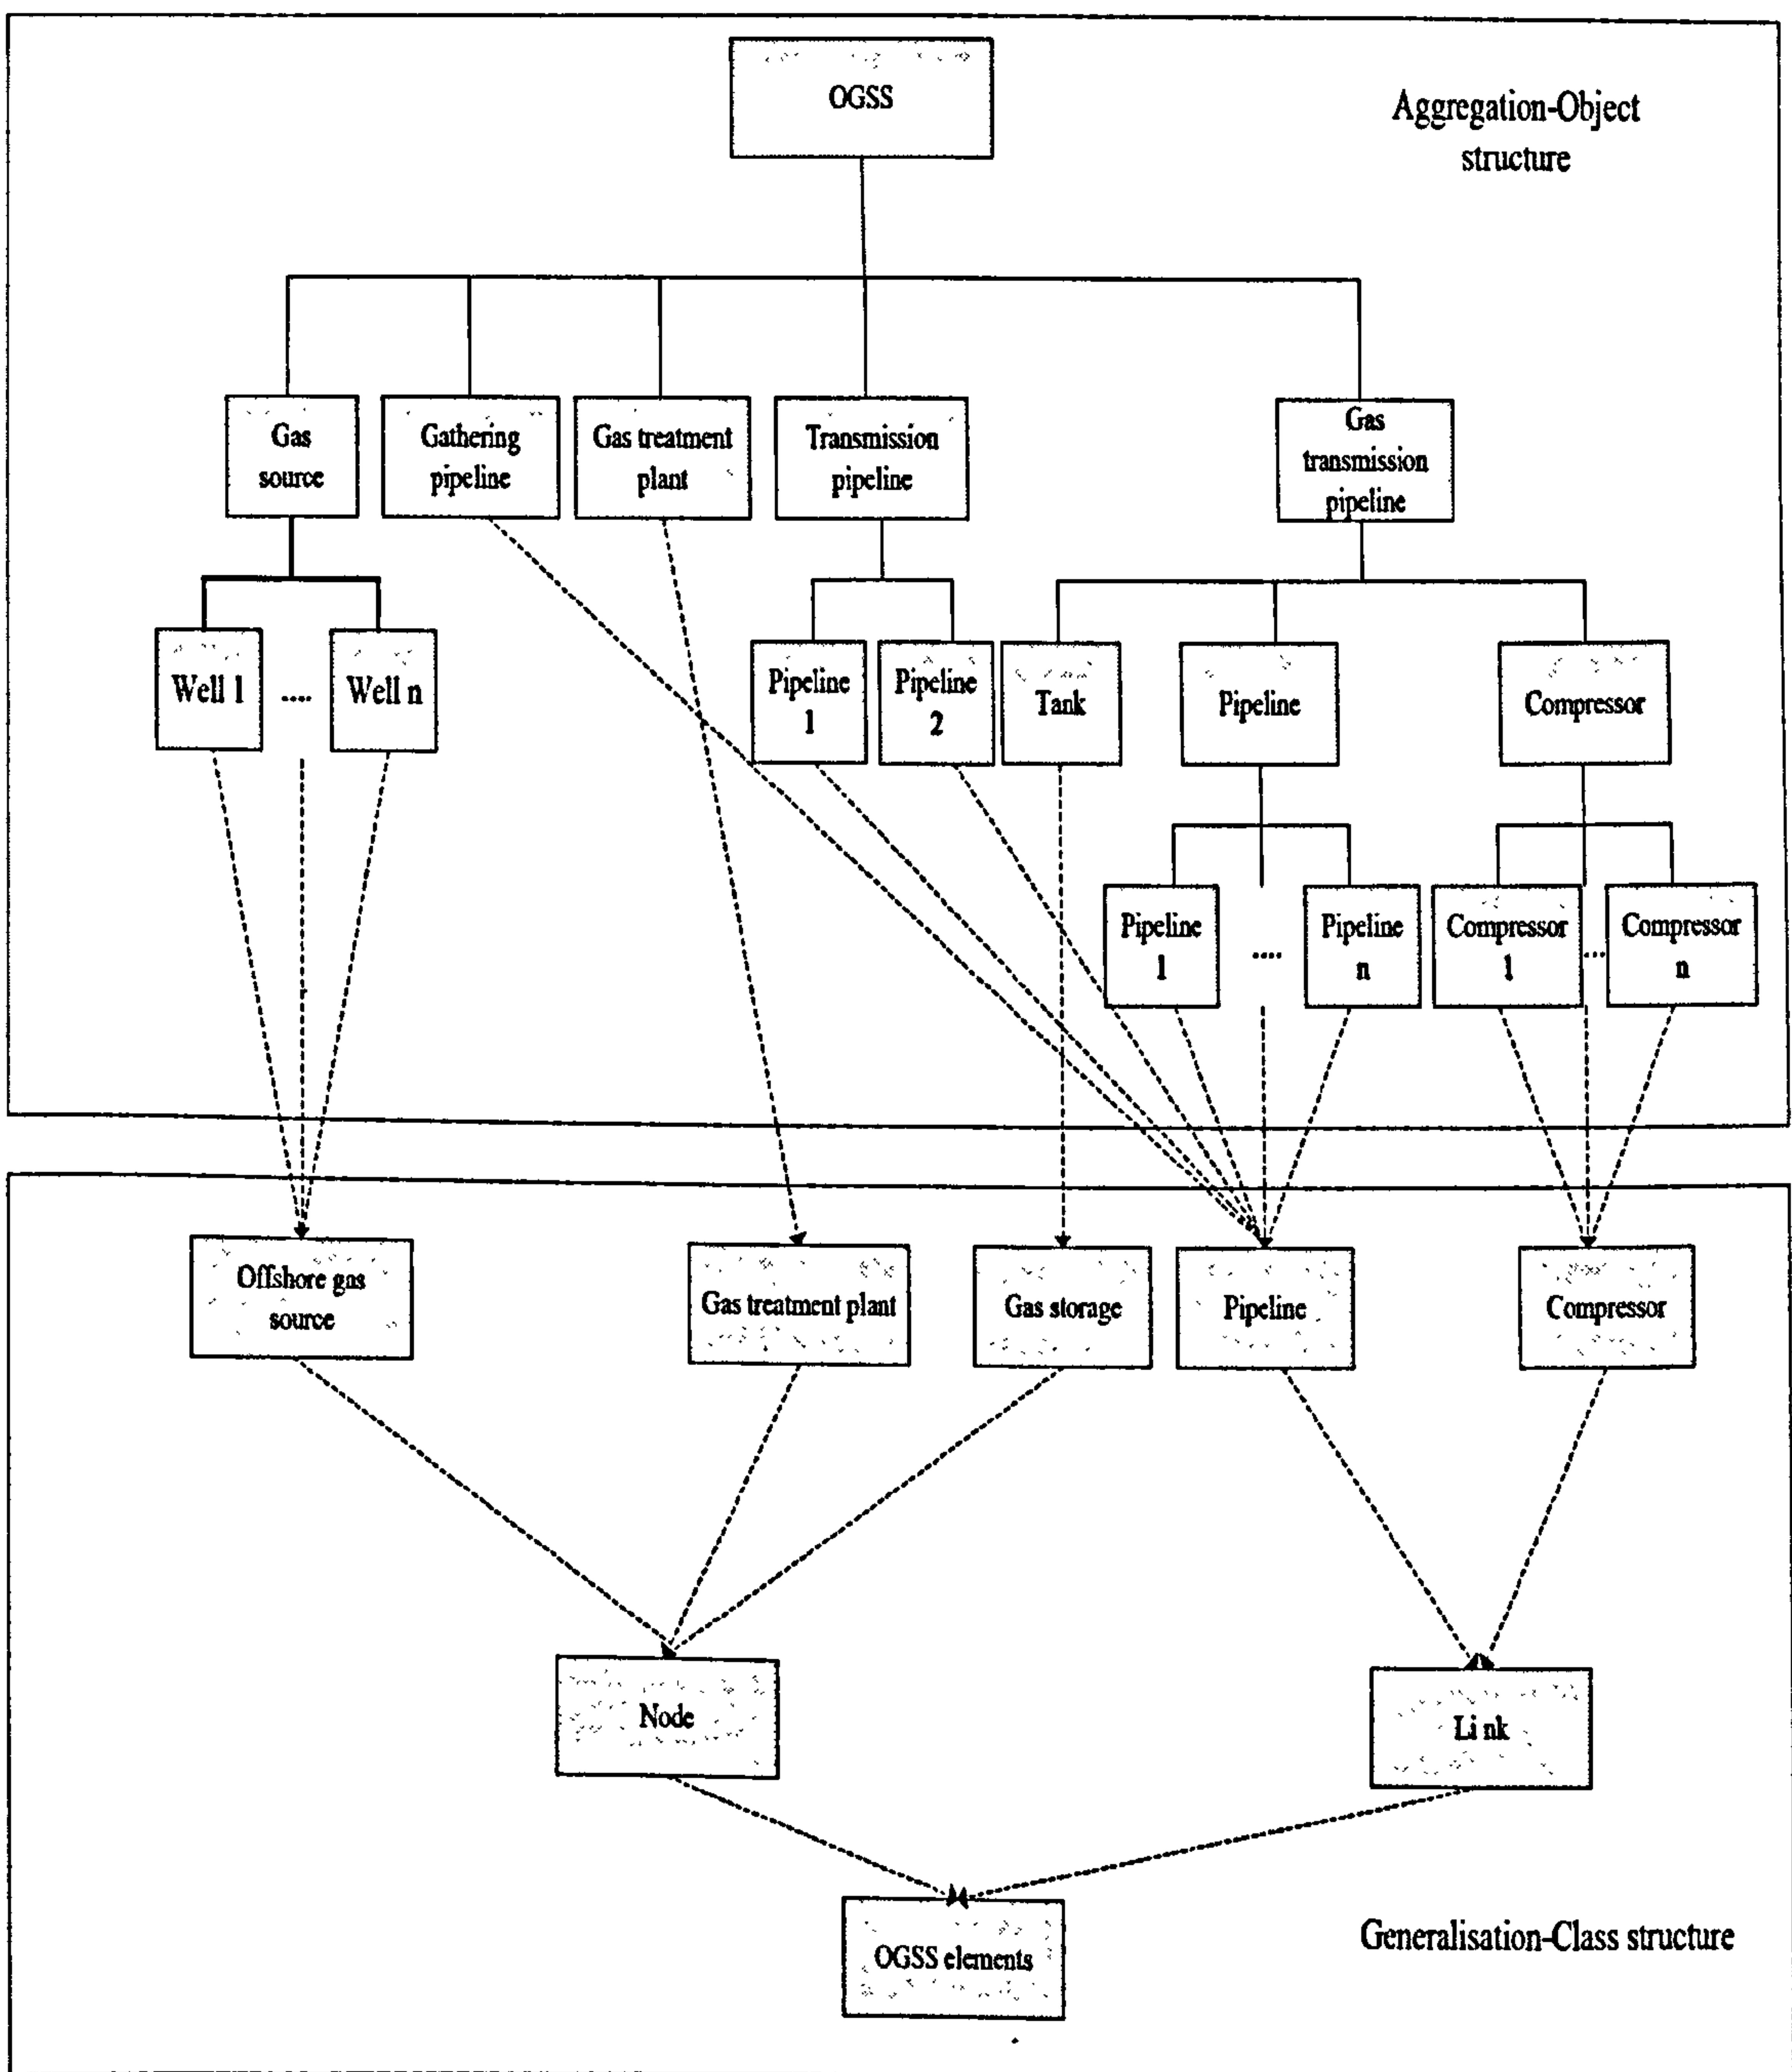 OGSS
Aggregation-Object
structure
Gas
source
Gathering
pipeline
Gas treatment
plant
Transmission
pipeline
Gas
transmission
pipeline
Well 1
....
Well n
Pipeline
1
Pipeline
2
Tank
Pipeline
Compressor
Pipeline
1
....
Pipeline
n
Compressor
1
...
Compressor
n
Offshore gas
source
Gas treatment plant
Gas storage
Pipeline
Compressor
Node
Link
OGSS elements
Generalisation-Class structure